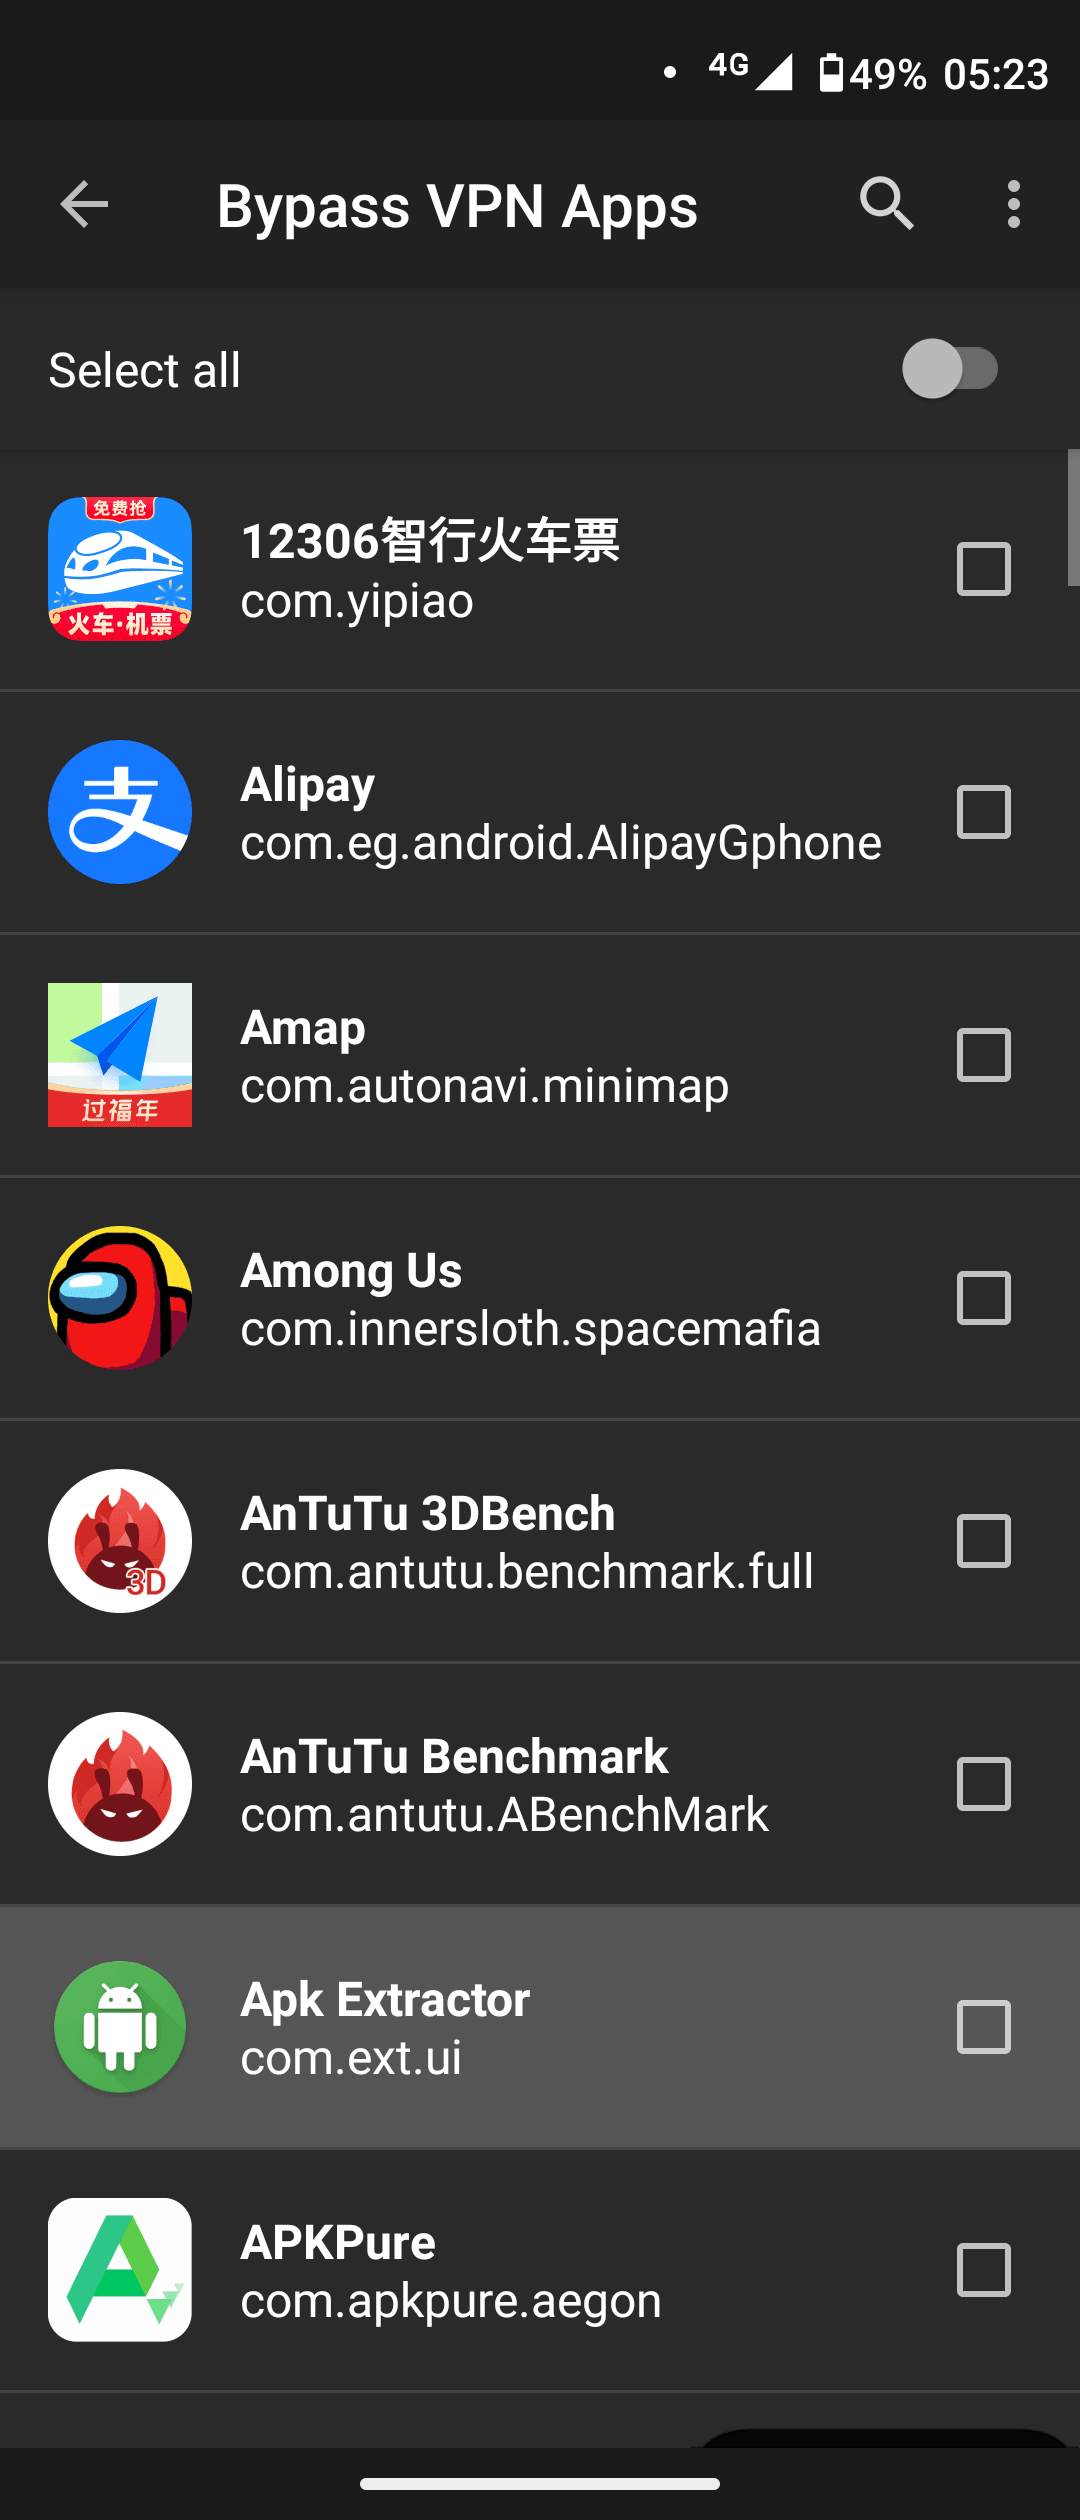 4G 49% 05:23
Bypass VPN Apps
Select all
免费抢
火车·机票
12306智行火车票
com.yipiao
支
Alipay
com.eg.android.AlipayGphone
过福年
Amap
com.autonavi.minimap
Among Us
com.innersloth.spacemafia
3D
AnTuTu 3DBench
com.antutu.benchmark.full
AnTuTu Benchmark
com.antutu.ABenchMark
Apk Extractor
com.ext.ui
APKPure
com.apkpure.aegon